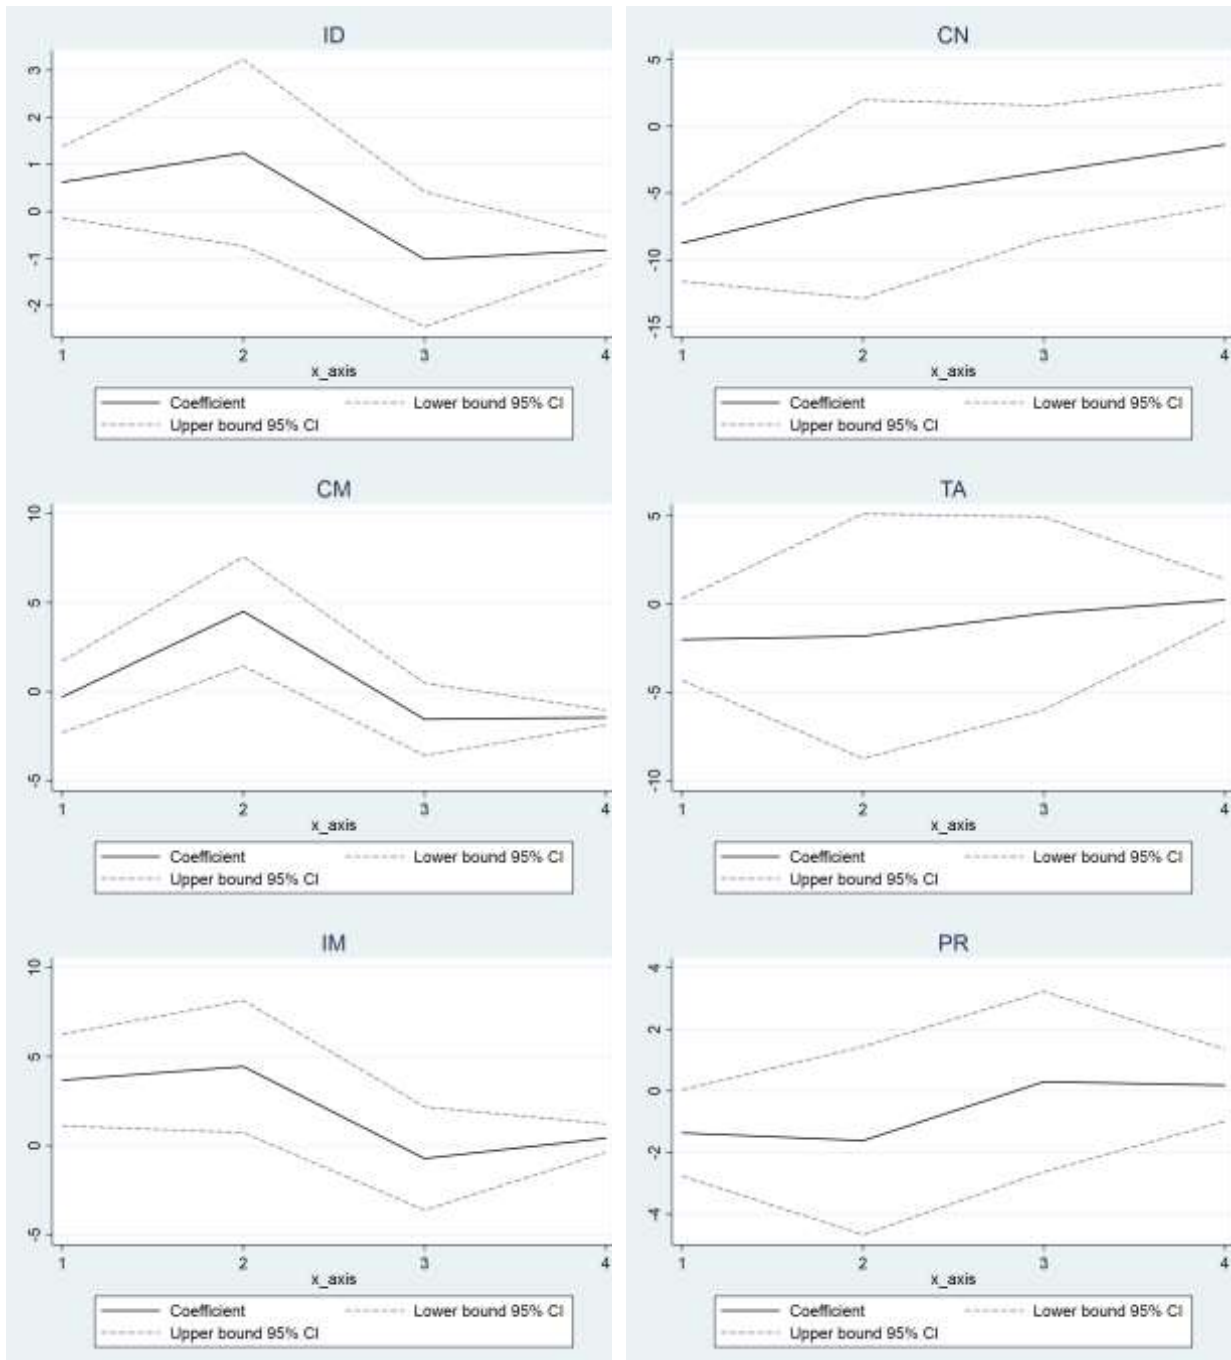 ID
3
2
1
0
-1
-2
1 2 3 4
x_axis
Coefficient Lower bound 95% CI
Upper bound 95% CI
CN
5
0
-5
-10
-15
1 2 3 4
x_axis
Coefficient Lower bound 95% CI
Upper bound 95% CI
CM
10
5
0
-5
1 2 3 4
x_axis
Coefficient Lower bound 95% CI
Upper bound 95% CI
TA
5
0
-5
-10
1 2 3 4
x_axis
Coefficient Lower bound 95% CI
Upper bound 95% CI
IM
10
5
0
-5
1 2 3 4
x_axis
Coefficient Lower bound 95% CI
Upper bound 95% CI
PR
4
2
0
-2
-4
1 2 3 4
x_axis
Coefficient Lower bound 95% CI
Upper bound 95% CI